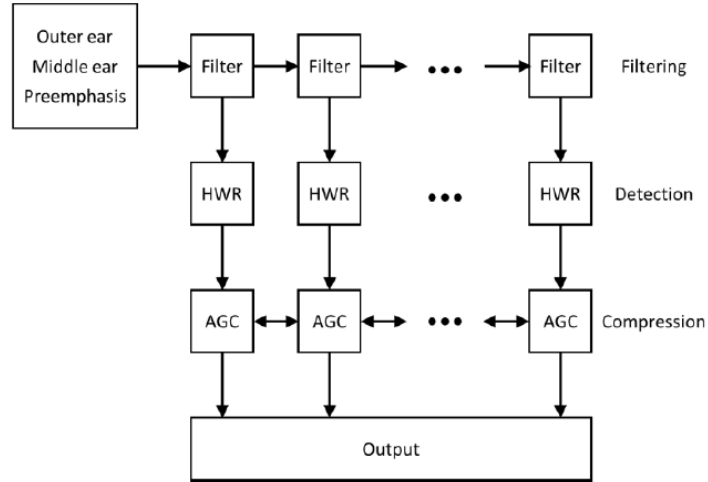 Outer ear
Middle ear
Preemphasis
Filter Filter ••• Filter Filtering
HWR HWR ••• HWR Detection
AGC AGC ••• AGC Compression
Output